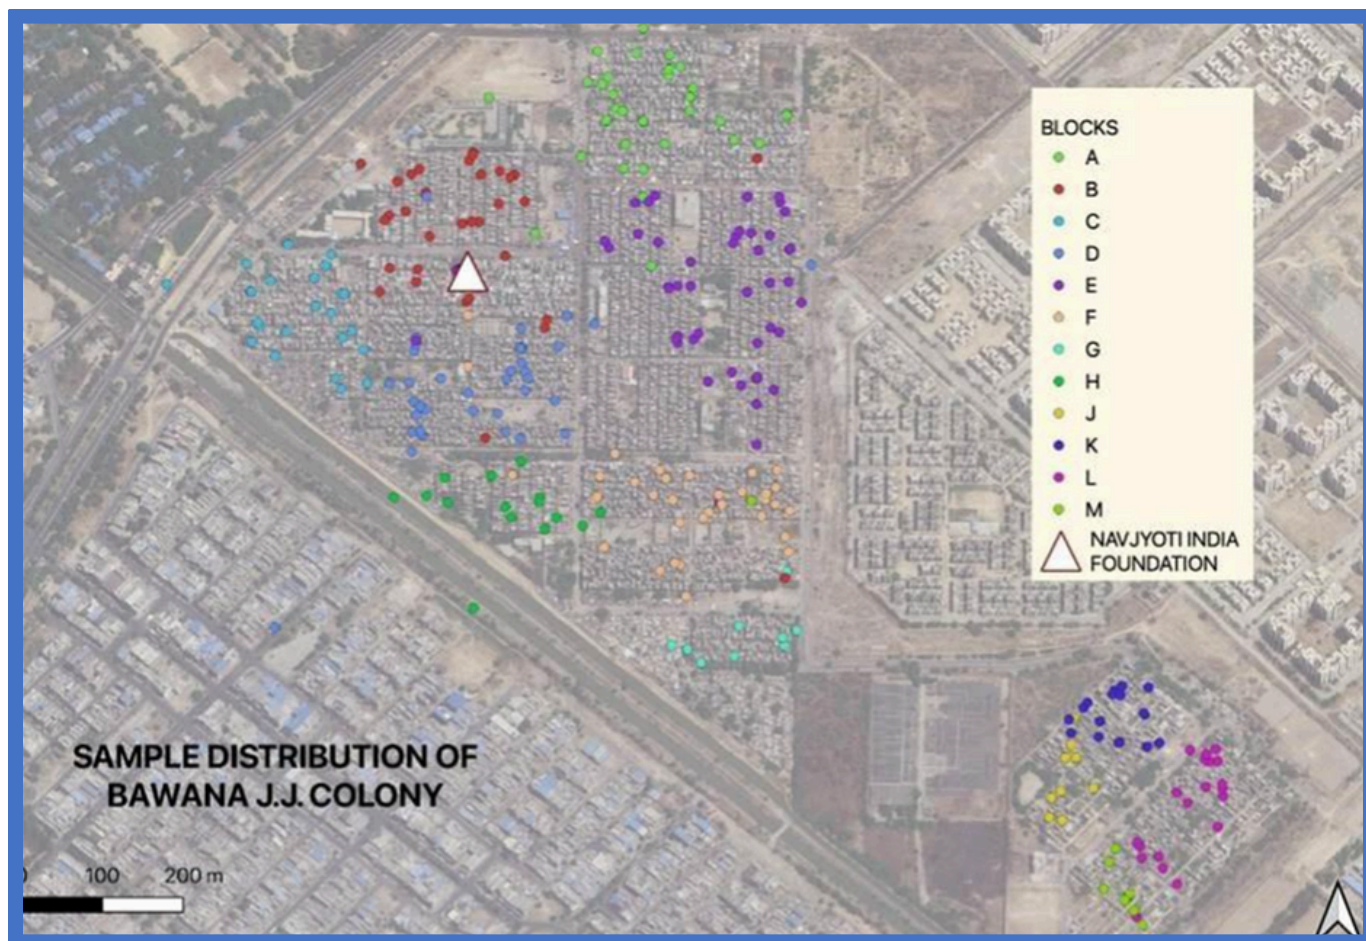 BLOCKS
A
B
C
D
E
F
G
H
J
K
L
M
NAVJYOTI INDIA
FOUNDATION
SAMPLE DISTRIBUTION OF
BAWANA J.J. COLONY
100 200 m